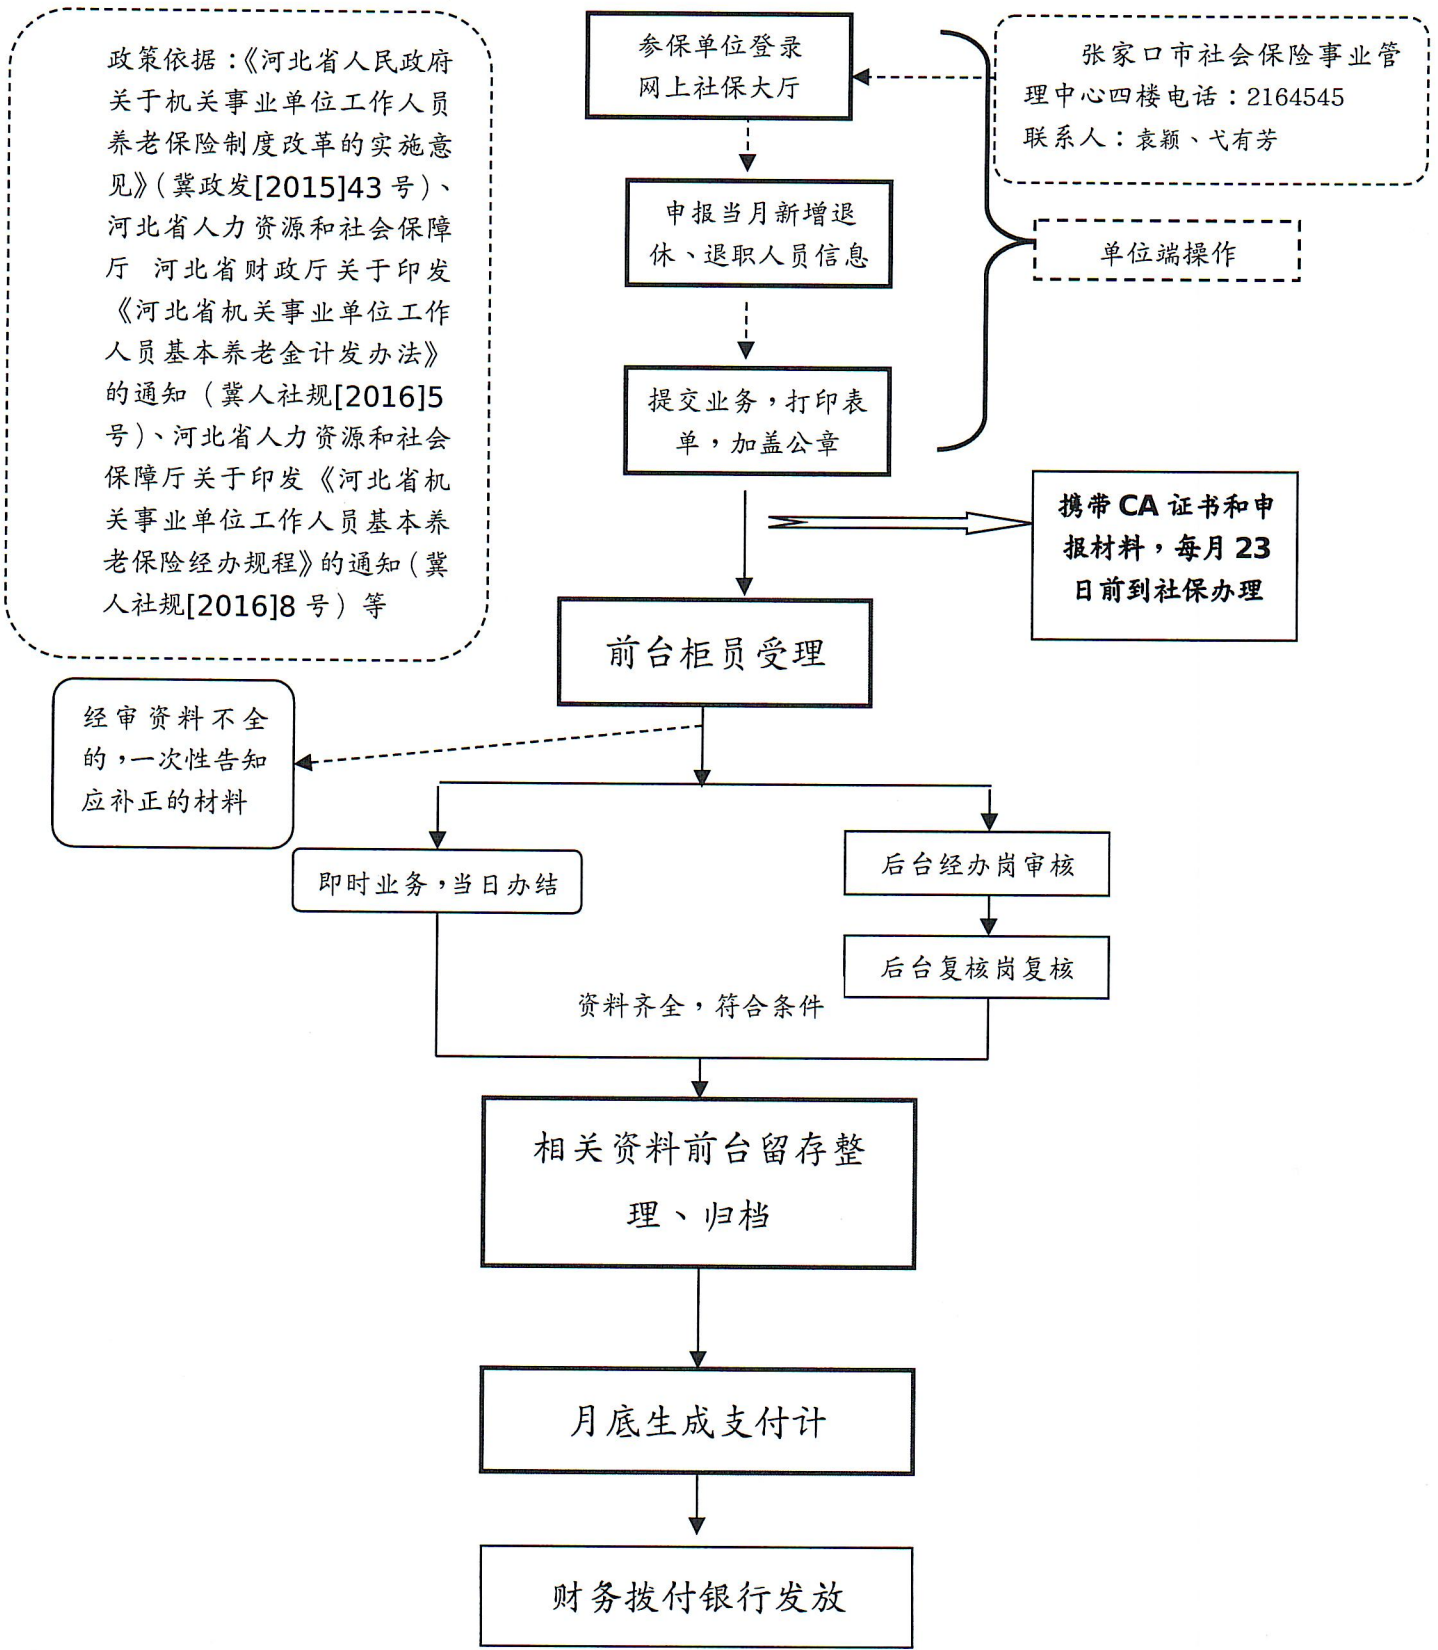 政策依据：《河北省人民政府
关于机关事业单位工作人员
养老保险制度改革的实施意
见》（冀政发[2015]43 号）、
河北省人力资源和社会保障
厅 河北省财政厅关于印发
《河北省机关事业单位工作
人员基本养老金计发办法》
的通知（冀人社规[2016]5
号）、河北省人力资源和社会
保障厅关于印发《河北省机
关事业单位工作人员基本养
老保险经办规程》的通知（冀
人社规[2016]8 号）等
参保单位登录
网上社保大厅
张家口市社会保险事业管
理中心四楼电话：2164545
联系人：袁颖、弋有芳
申报当月新增退
休、退职人员信息
单位端操作
提交业务，打印表
单，加盖公章
携带 CA 证书和申
报材料，每月 23
日前到社保办理
前台柜员受理
经审资料不全
的，一次性告知
应补正的材料
即时业务，当日办结
后台经办岗审核
后台复核岗复核
资料齐全，符合条件
相关资料前台留存整
理、归档
月底生成支付计
财务拨付银行发放